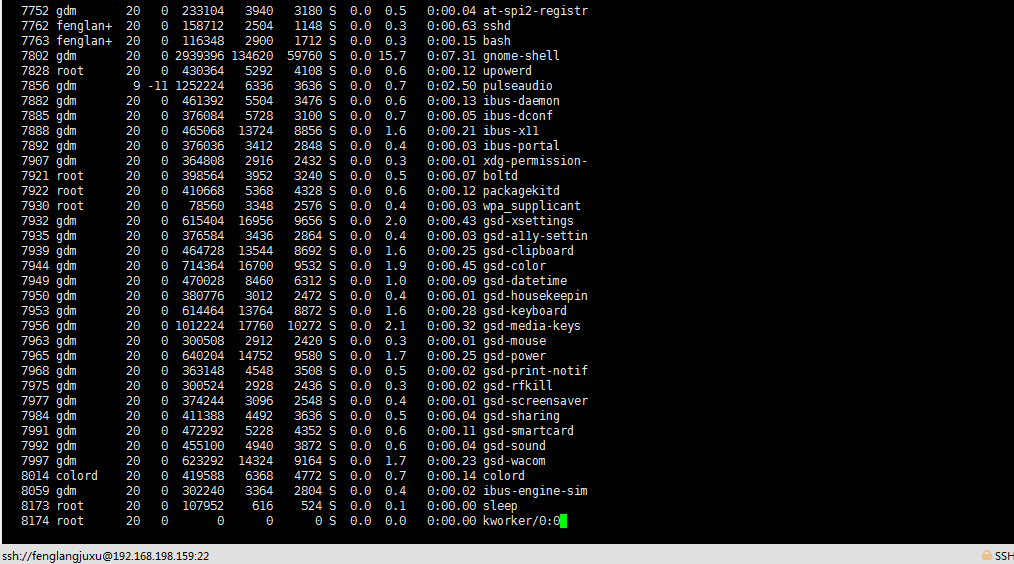 7752 gdm 20 0 233104 3940 3180 S 0.0 0.5 0:00.04 at-spi2-registr
7762 fenglan+ 20 0 158712 2504 1148 S 0.0 0.3 0:00.63 sshd
7763 fenglan+ 20 0 116348 2900 1712 S 0.0 0.3 0:00.15 bash
7802 gdm 20 0 2939396 134620 59760 S 0.0 15.7 0:07.31 gnome-shell
7828 root 20 0 430364 5292 4108 S 0.0 0.6 0:00.12 upowerd
7856 gdm 9 -11 1252224 6336 3636 S 0.0 0.7 0:02.50 pulseaudio
7882 gdm 20 0 461392 5504 3476 S 0.0 0.6 0:00.13 ibus-daemon
7885 gdm 20 0 376084 5728 3100 S 0.0 0.7 0:00.05 ibus-dconf
7888 gdm 20 0 465068 13724 8856 S 0.0 1.6 0:00.21 ibus-x11
7892 gdm 20 0 376036 3412 2848 S 0.0 0.4 0:00.03 ibus-portal
7907 gdm 20 0 364808 2916 2432 S 0.0 0.3 0:00.01 xdg-permission-
7921 root 20 0 398564 3952 3240 S 0.0 0.5 0:00.07 boltd
7922 root 20 0 410668 5368 4328 S 0.0 0.6 0:00.12 packagekitd
7930 root 20 0 78560 3348 2576 S 0.0 0.4 0:00.03 wpa_supplicant
7932 gdm 20 0 615404 16956 9656 S 0.0 2.0 0:00.43 gsd-xsettings
7935 gdm 20 0 376584 3436 2864 S 0.0 0.4 0:00.03 gsd-a11y-settin
7939 gdm 20 0 464728 13544 8692 S 0.0 1.6 0:00.25 gsd-clipboard
7944 gdm 20 0 714364 16700 9532 S 0.0 1.9 0:00.45 gsd-color
7949 gdm 20 0 470028 8460 6312 S 0.0 1.0 0:00.09 gsd-datetime
7950 gdm 20 0 380776 3012 2472 S 0.0 0.4 0:00.01 gsd-housekeepin
7953 gdm 20 0 614464 13764 8872 S 0.0 1.6 0:00.28 gsd-keyboard
7956 gdm 20 0 1012224 17760 10272 S 0.0 2.1 0:00.32 gsd-media-keys
7963 gdm 20 0 300508 2912 2420 S 0.0 0.3 0:00.01 gsd-mouse
7965 gdm 20 0 640204 14752 9580 S 0.0 1.7 0:00.25 gsd-power
7968 gdm 20 0 363148 4548 3508 S 0.0 0.5 0:00.02 gsd-print-notif
7975 gdm 20 0 300524 2928 2436 S 0.0 0.3 0:00.02 gsd-rfkill
7977 gdm 20 0 374244 3096 2548 S 0.0 0.4 0:00.01 gsd-screensaver
7984 gdm 20 0 411388 4492 3636 S 0.0 0.5 0:00.04 gsd-sharing
7991 gdm 20 0 472292 5228 4352 S 0.0 0.6 0:00.11 gsd-smartcard
7992 gdm 20 0 455100 4940 3872 S 0.0 0.6 0:00.04 gsd-sound
7997 gdm 20 0 623292 14324 9164 S 0.0 1.7 0:00.23 gsd-wacom
8014 colord 20 0 419588 6368 4772 S 0.0 0.7 0:00.14 colord
8059 gdm 20 0 302240 3364 2804 S 0.0 0.4 0:00.02 ibus-engine-sim
8173 root 20 0 107952 616 524 S 0.0 0.1 0:00.00 sleep
8174 root 20 0 0 0 0 S 0.0 0.0 0:00.00 kworker/0:0
ssh://fenglangjuxu@192.168.198.159:22 SSH